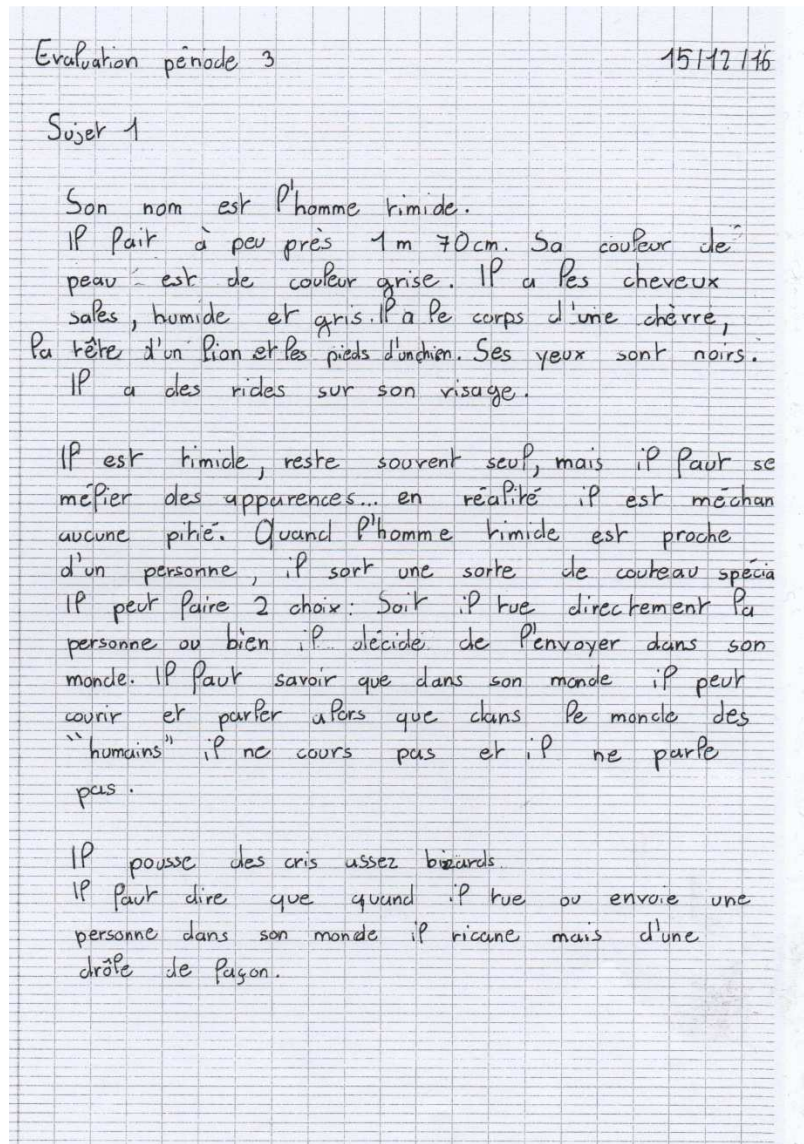 Evaluation période 3 15/12/16
Sujet 1
Son nom est l'homme timide.
Il fait à peu près 1 m 70cm. Sa couleur de
peau est de couleur grise. Il a les cheveux
sales, humide et gris. Il a le corps d'une chèvre,
la tête d'un lion et les pieds d'un chien. Ses yeux sont noirs.
Il a des rides sur son visage.
Il est timide, reste souvent seul, mais il faut se
méfier des apparences... en réalité il est méchan
aucune pitié. Quand l'homme timide est proche
d'un personne, il sort une sorte de couteau spécia
Il peut faire 2 choix: Soit il tue directement la
personne ou bien il décide de l'envoyer dans son
monde. Il faut savoir que dans son monde il peut
courir et parler alors que dans le monde des
"humains" il ne cours pas et il ne parle
pas.
Il pousse des cris assez bizards.
Il faut dire que quand il tue ou envoie une
personne dans son monde il ricane mais d'une
drôle de façon.